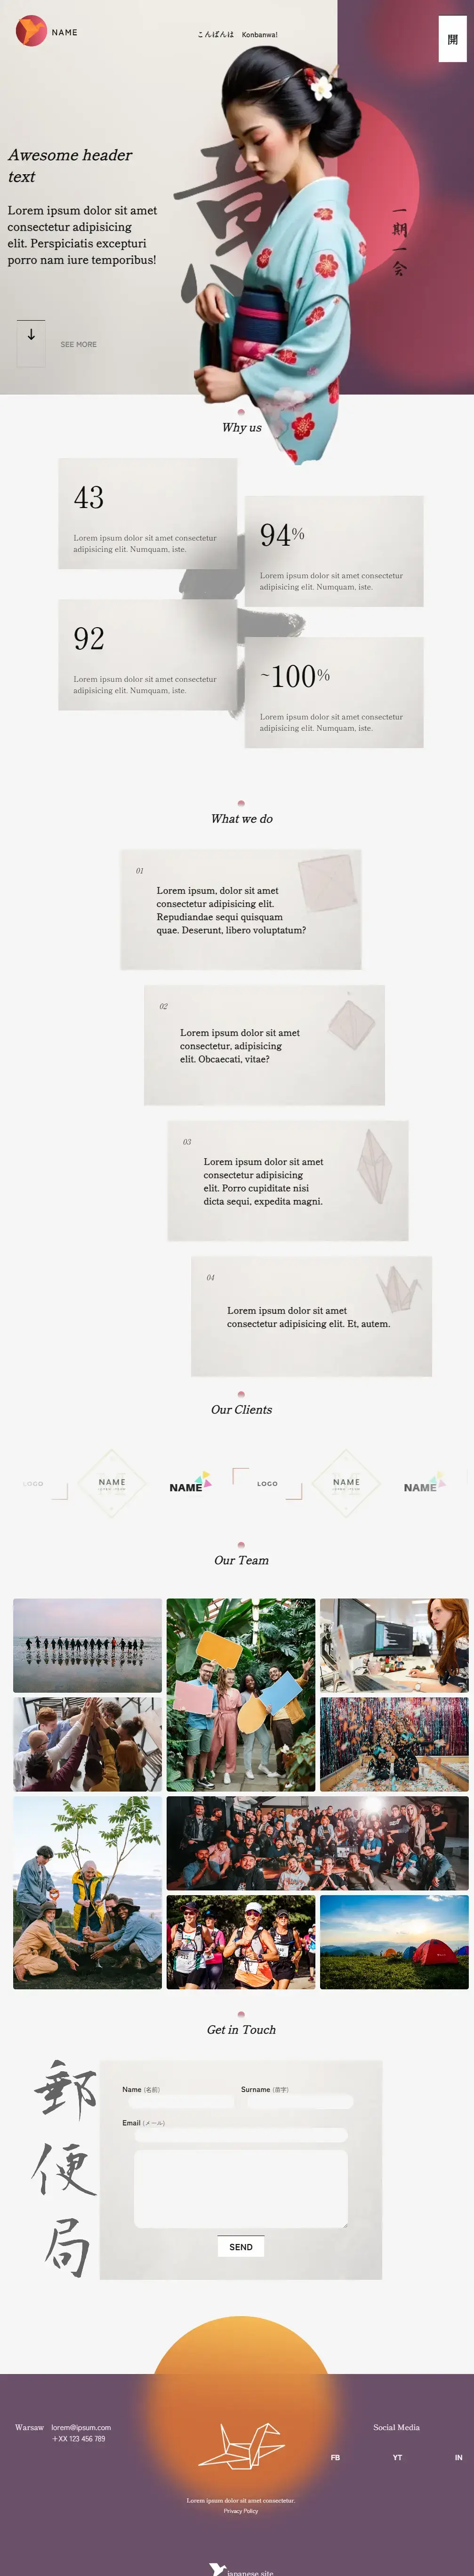 NAME
こんばんは Konbanwa!
開
Awesome header
text
Lorem ipsum dolor sit amet
consectetur adipisicing
elit. Perspiciatis excepturi
porro nam iure temporibus!
一期一会
SEE MORE
Why us
43
Lorem ipsum dolor sit amet consectetur
adipisicing elit. Numquam, iste.
94%
Lorem ipsum dolor sit amet consectetur
adipisicing elit. Numquam, iste.
92
Lorem ipsum dolor sit amet consectetur
adipisicing elit. Numquam, iste.
~100%
Lorem ipsum dolor sit amet consectetur
adipisicing elit. Numquam, iste.
What we do
01
Lorem ipsum, dolor sit amet
consectetur adipisicing elit.
Repudiandae sequi quisquam
quae. Deserunt, libero voluptatum?
02
Lorem ipsum dolor sit amet
consectetur, adipisicing
elit. Obcaecati, vitae?
03
Lorem ipsum dolor sit amet
consectetur adipisicing
elit. Porro cupiditate nisi
dicta sequi, expedita magni.
04
Lorem ipsum dolor sit amet
consectetur adipisicing elit. Et, autem.
Our Clients
LOGO
NAME
NAME
LOGO
NAME
NAME
Our Team
Get in Touch
郵便局
Name (名前)
Surname (苗字)
Email (メール)
SEND
Warsaw lorem@ipsum.com
+XX 123 456 789
Social Media
FB YT IN
Lorem ipsum dolor sit amet consectetur.
Privacy Policy
japanese site